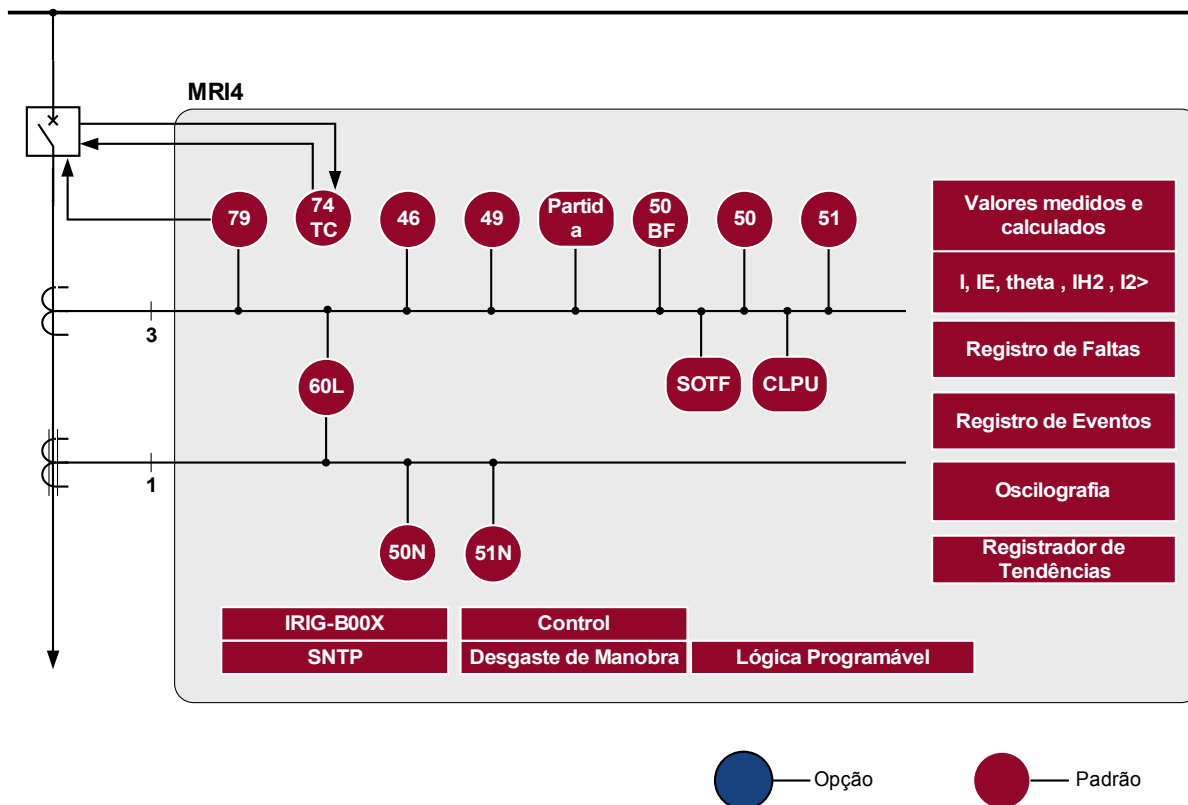 MRI4
79
74
TC
46
49
Partid
a
50
BF
50
51
Valores medidos e
calculados
I, IE, theta , IH2 , I2>
3
60L
SOTF
CLPU
Registro de Faltas
Registro de Eventos
1
Oscilografia
50N
51N
Registrador de
Tendências
IRIG-B00X
Control
SNTP
Desgaste de Manobra
Lógica Programável
Opção
Padrão